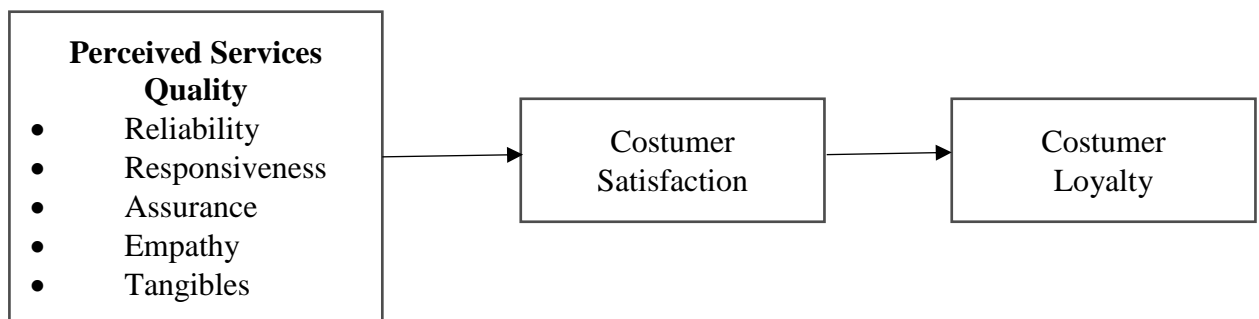 Perceived Services
Quality
• Reliability
• Responsiveness
• Assurance
• Empathy
• Tangibles
Costumer
Satisfaction
Costumer
Loyalty